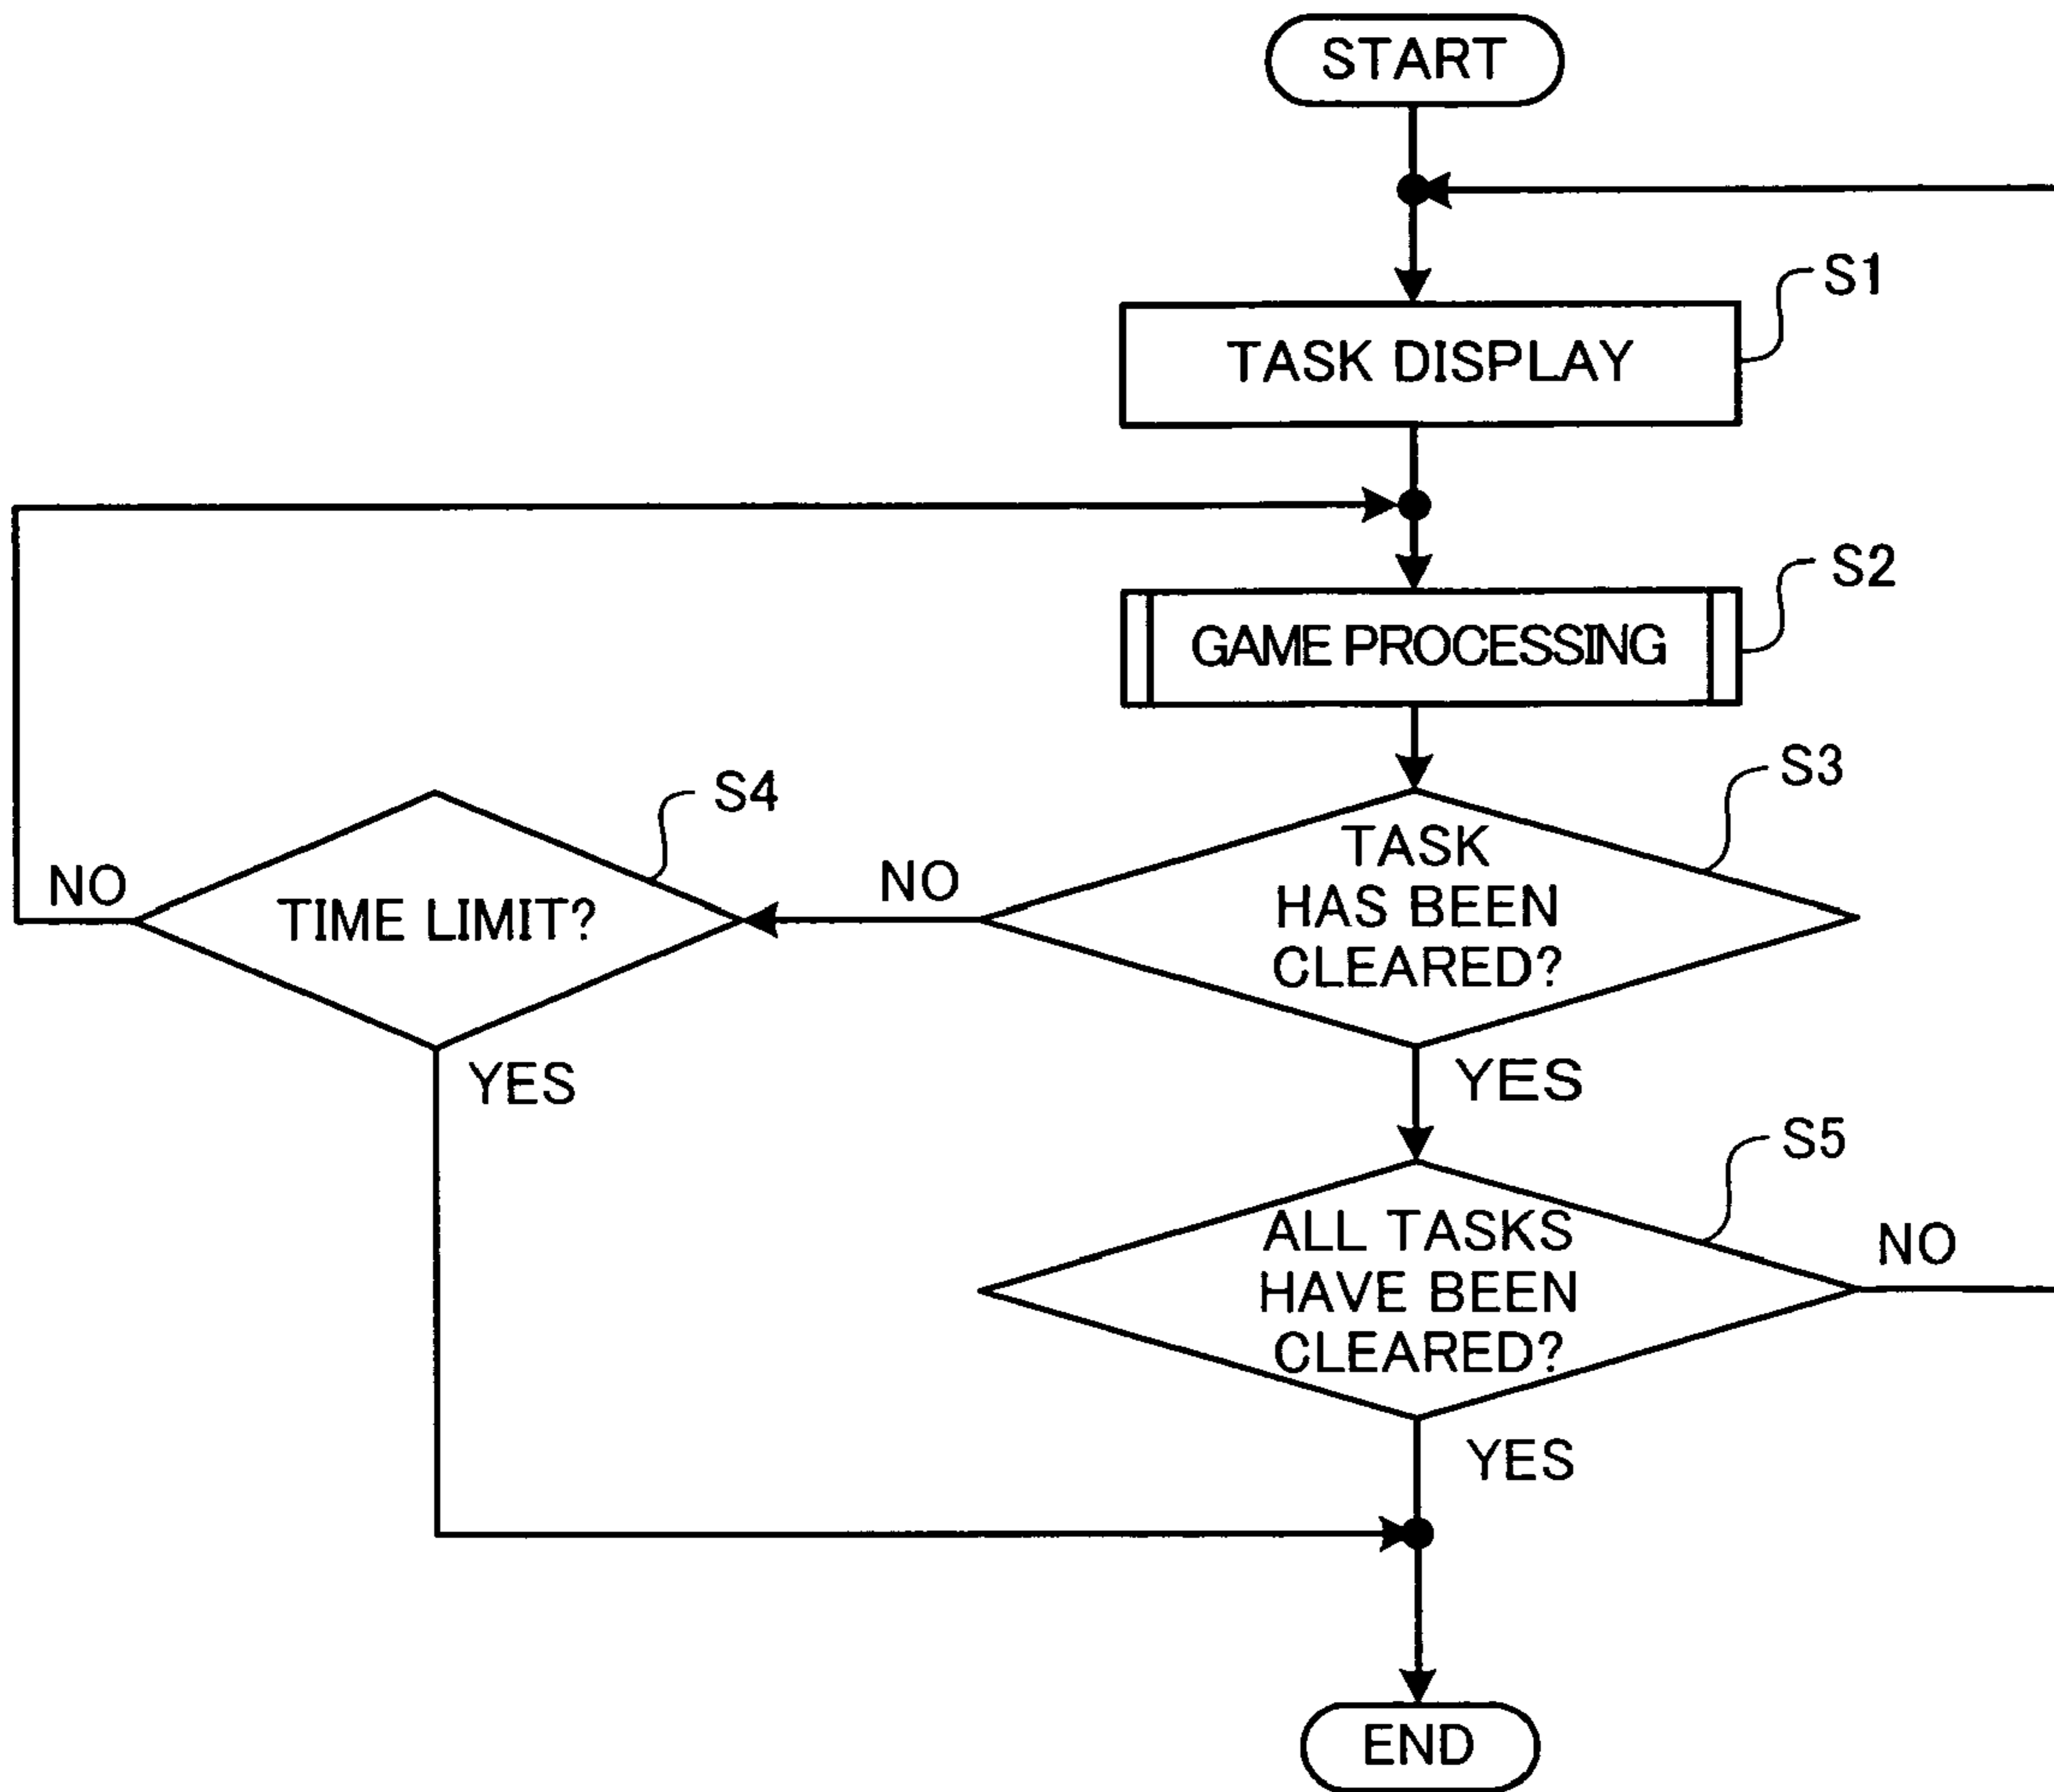 START
S1
TASK DISPLAY
S2
GAME PROCESSING
S3
TASK
HAS BEEN
CLEARED?
NO
S4
TIME LIMIT?
NO
YES
YES
S5
ALL TASKS
HAVE BEEN
CLEARED?
NO
YES
END